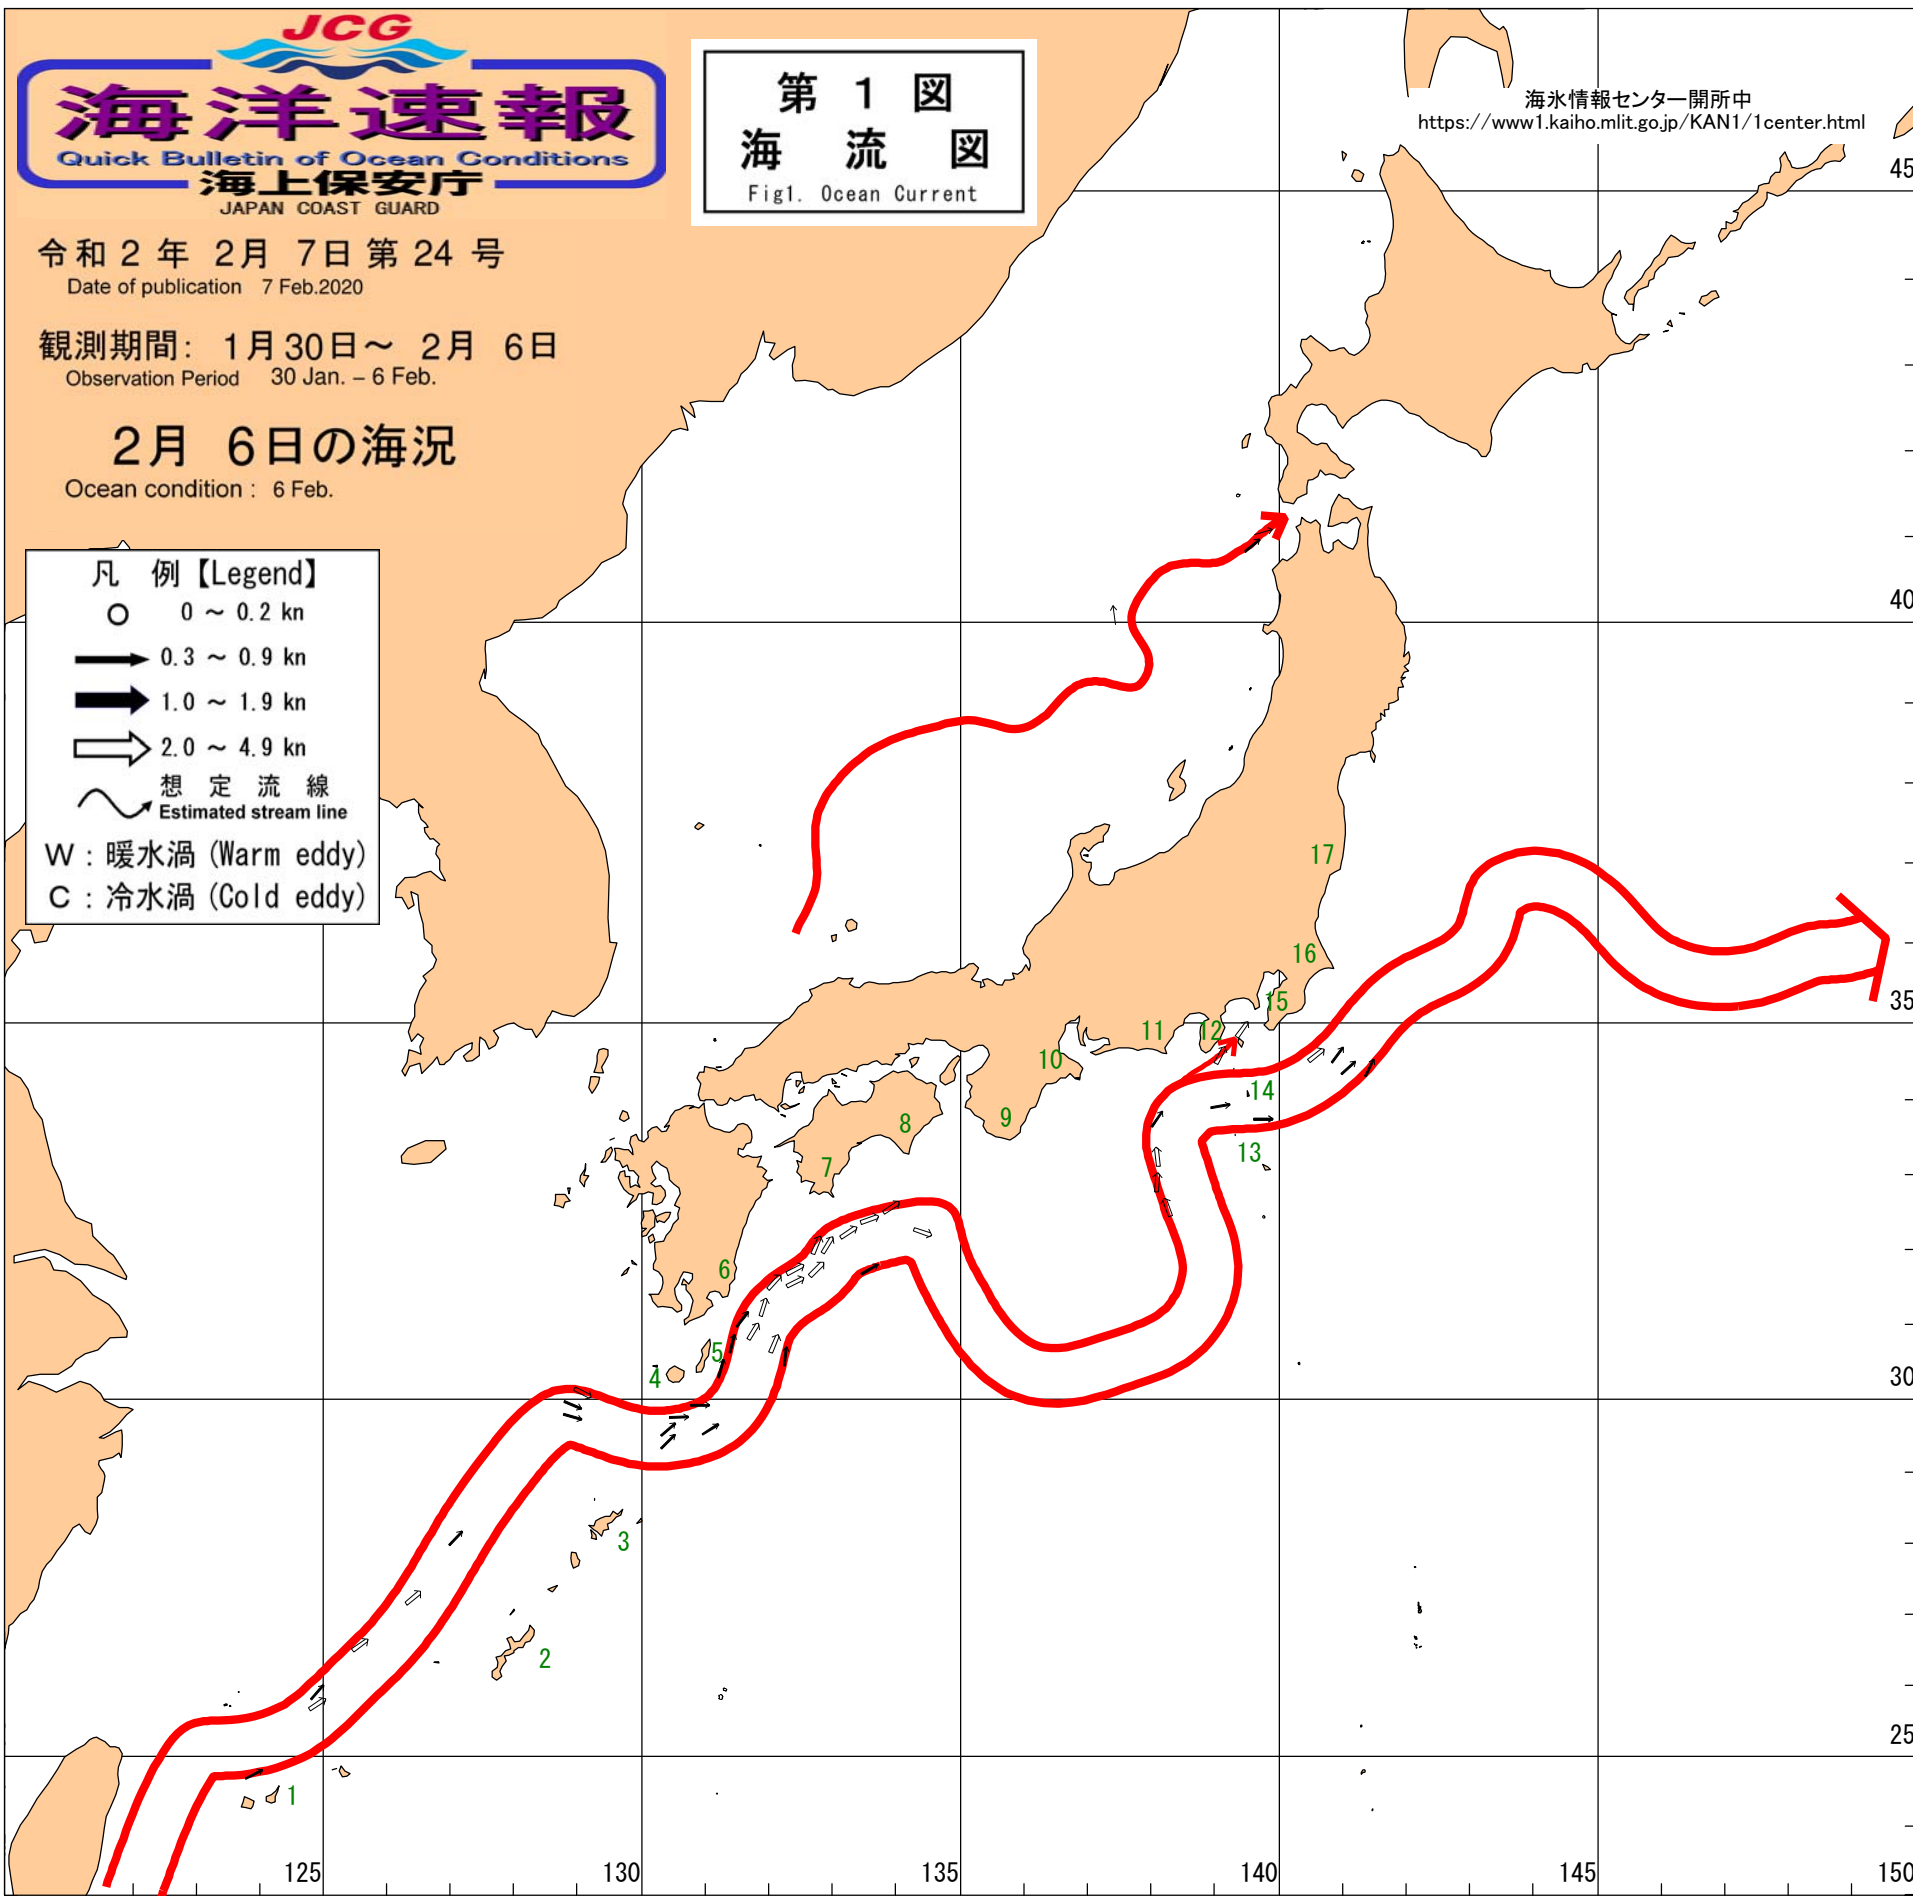 JCG
海洋速報
Quick Bulletin of Ocean Conditions
海上保安庁
JAPAN COAST GUARD
第 1 図
海 流 図
Fig1. Ocean Current
海氷情報センター開所中
https://www1.kaiho.mlit.go.jp/KAN1/1center.html
令和 2 年 2月 7日 第 24 号
Date of publication 7 Feb.2020
観測期間: 1月30日～ 2月 6日
Observation Period 30 Jan. – 6 Feb.
2月 6日の海況
Ocean condition : 6 Feb.
凡 例【Legend】
0 ～ 0.2 kn
0.3 ～ 0.9 kn
1.0 ～ 1.9 kn
2.0 ～ 4.9 kn
想 定 流 線
Estimated stream line
W : 暖水渦 (Warm eddy)
C : 冷水渦 (Cold eddy)
45
40
17
16
35
15
12
11
10
14
9
8
13
7
6
5
4
30
3
2
25
1
125
130
135
140
145
150